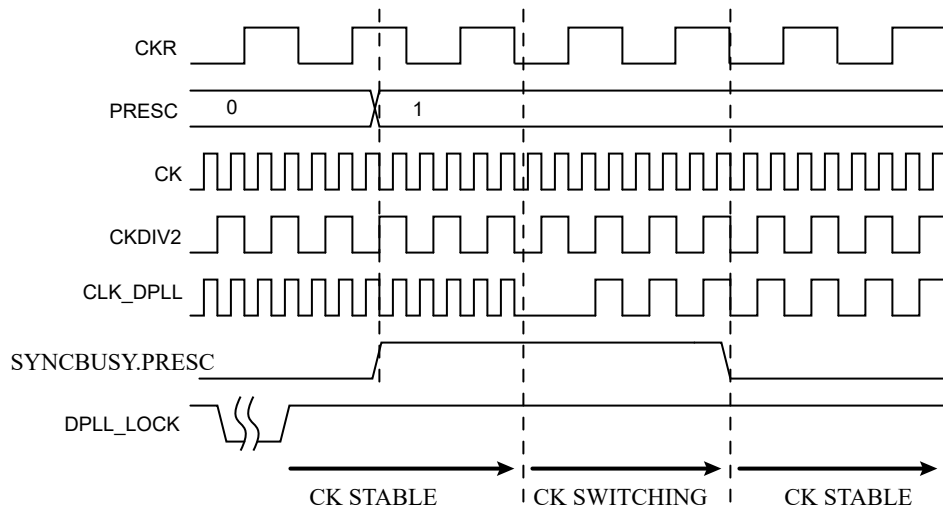 CKR
PRESC 0 1
CK
CKDIV2
CLK_DPLL
SYNCBUSY.PRESC
DPLL_LOCK
CK STABLE CK SWITCHING CK STABLE